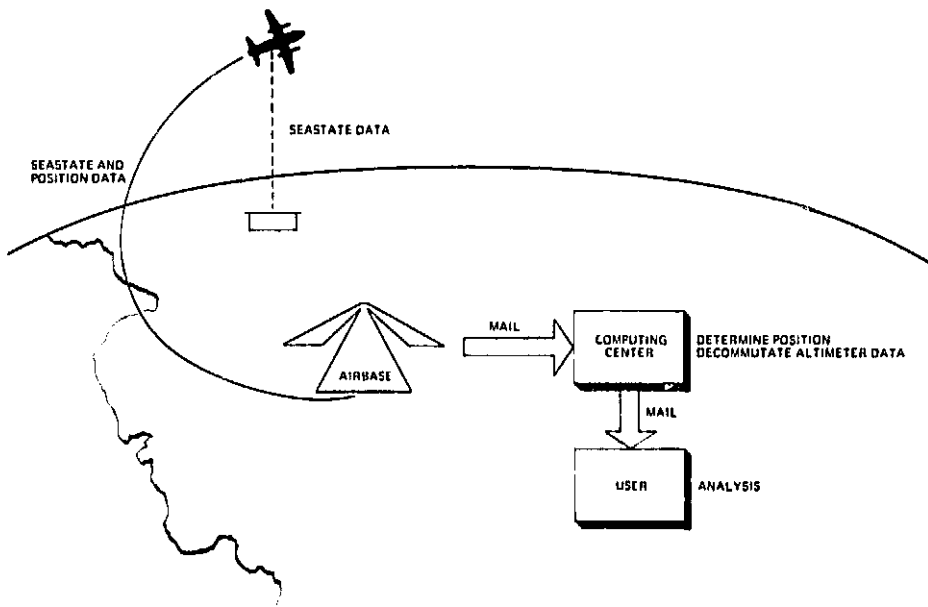 SEASTATE DATA
SEASTATE AND
POSITION DATA
MAIL
COMPUTING
CENTER
DETERMINE POSITION
DECOMMUTATE ALTIMETER DATA
AIRBASE
MAIL
USER
ANALYSIS